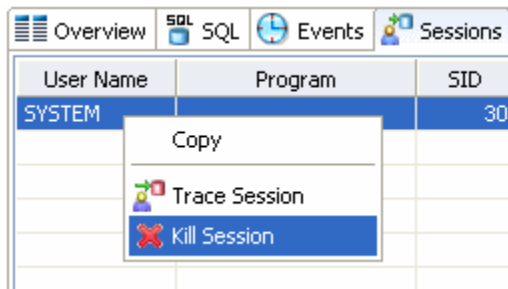 Overview SQL SQL Events Sessions
User Name Program SID
SYSTEM 30
Copy
Trace Session
Kill Session